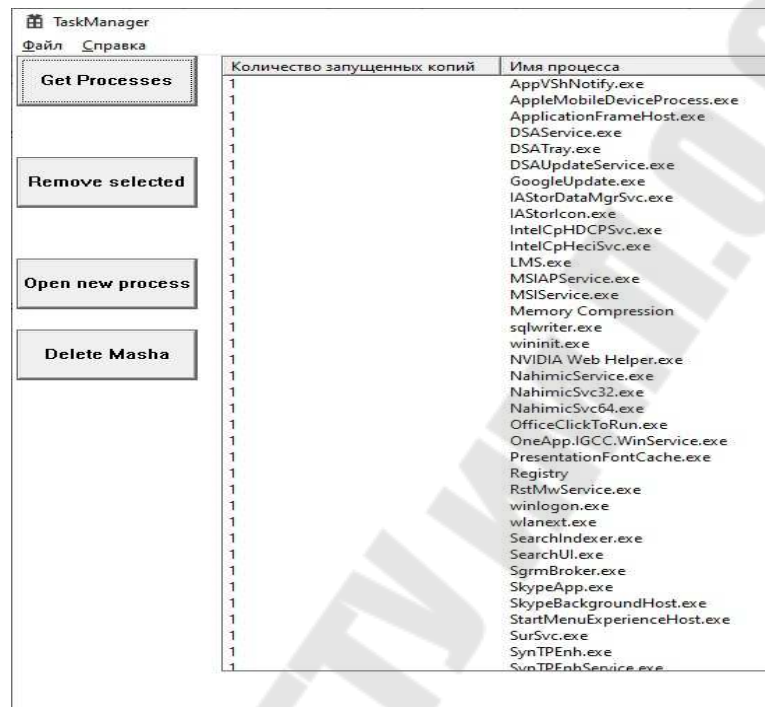 TaskManager
Файл Справка
Get Processes
Remove selected
Open new process
Delete Masha
Количество запущенных копий Имя процесса
1 AppVShNotify.exe
1 AppleMobileDeviceProcess.exe
1 ApplicationFrameHost.exe
1 DSAService.exe
1 DSATray.exe
1 DSAUpdateService.exe
1 GoogleUpdate.exe
1 IAStorDataMgrSvc.exe
1 IAStorIcon.exe
1 IntelCpHDCPSvc.exe
1 IntelCpHeciSvc.exe
1 LMS.exe
1 MSIAPService.exe
1 MSIService.exe
1 Memory Compression
1 sqlwriter.exe
1 wininit.exe
1 NVIDIA Web Helper.exe
1 NahimicService.exe
1 NahimicSvc32.exe
1 NahimicSvc64.exe
1 OfficeClickToRun.exe
1 OneApp.IGCC.WinService.exe
1 PresentationFontCache.exe
1 Registry
1 RstMwService.exe
1 winlogon.exe
1 wlanext.exe
1 SearchIndexer.exe
1 SearchUI.exe
1 SgrmBroker.exe
1 SkypeApp.exe
1 SkypeBackgroundHost.exe
1 StartMenuExperienceHost.exe
1 SurSvc.exe
1 SynTPEnh.exe
1 SynTPEnhService.exe